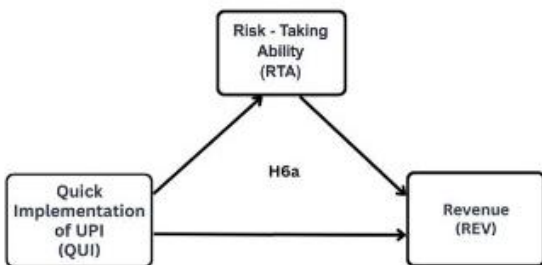 Risk - Taking
Ability
(RTA)
H6a
Quick
Implementation
of UPI
(QUI)
Revenue
(REV)